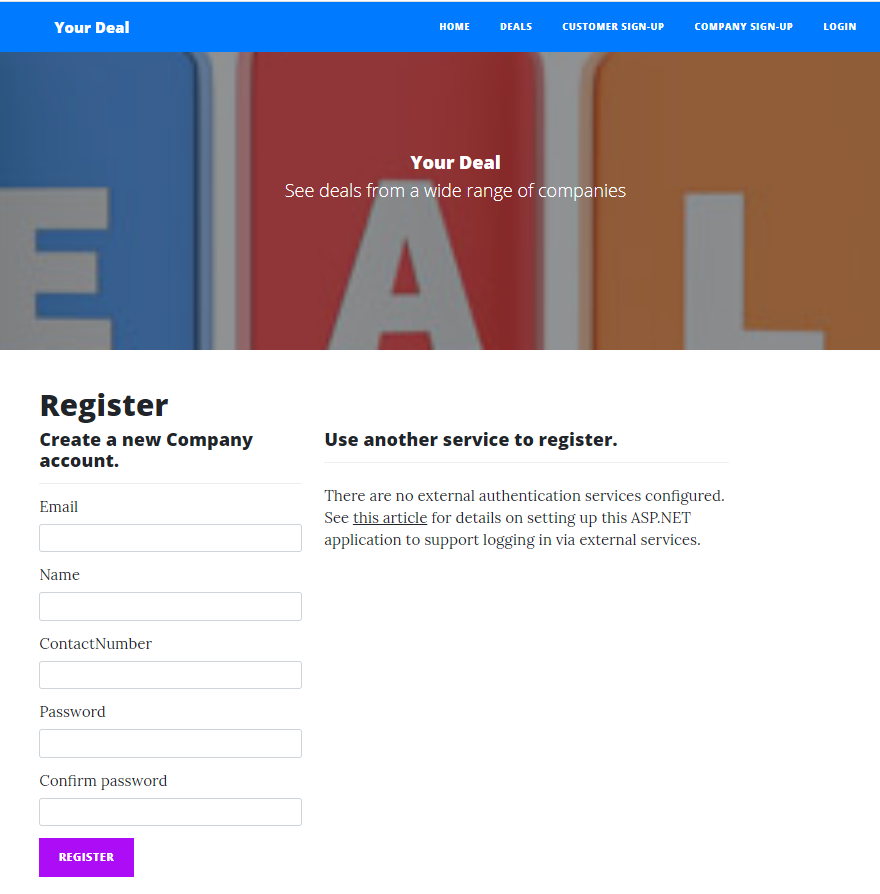 Your Deal
HOME
DEALS
CUSTOMER SIGN-UP
COMPANY SIGN-UP
LOGIN
E A L
Your Deal
See deals from a wide range of companies
Register
Create a new Company
account.
Email
Name
ContactNumber
Password
Confirm password
REGISTER
Use another service to register.
There are no external authentication services configured.
See this article for details on setting up this ASP.NET
application to support logging in via external services.